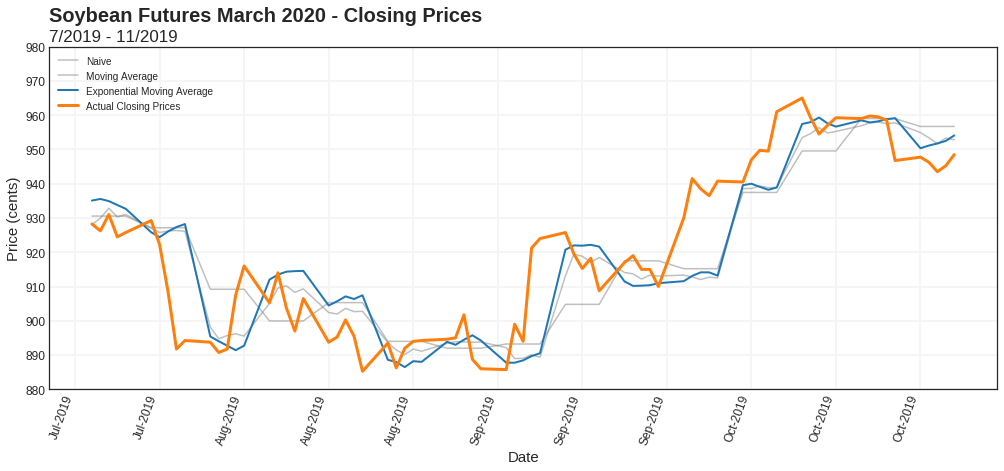 Soybean Futures March 2020 - Closing Prices
7/2019 - 11/2019
Naive
Moving Average
Exponential Moving Average
Actual Closing Prices
Price (cents)
980
970
960
950
940
930
920
910
900
890
880
Jul-2019
Jul-2019
Aug-2019
Aug-2019
Aug-2019
Sep-2019
Sep-2019
Sep-2019
Oct-2019
Oct-2019
Oct-2019
Date